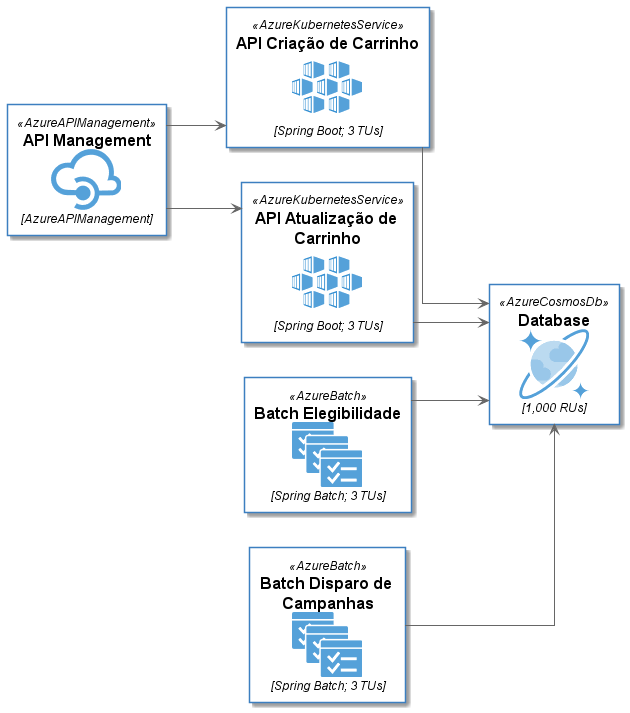 «AzureKubernetesService»
API Criação de Carrinho
[Spring Boot; 3 TUs]
«AzureAPIManagement»
API Management
[AzureAPIManagement]
«AzureKubernetesService»
API Atualização de
Carrinho
[Spring Boot; 3 TUs]
«AzureCosmosDb»
Database
[1,000 RUs]
«AzureBatch»
Batch Elegibilidade
[Spring Batch; 3 TUs]
«AzureBatch»
Batch Disparo de
Campanhas
[Spring Batch; 3 TUs]